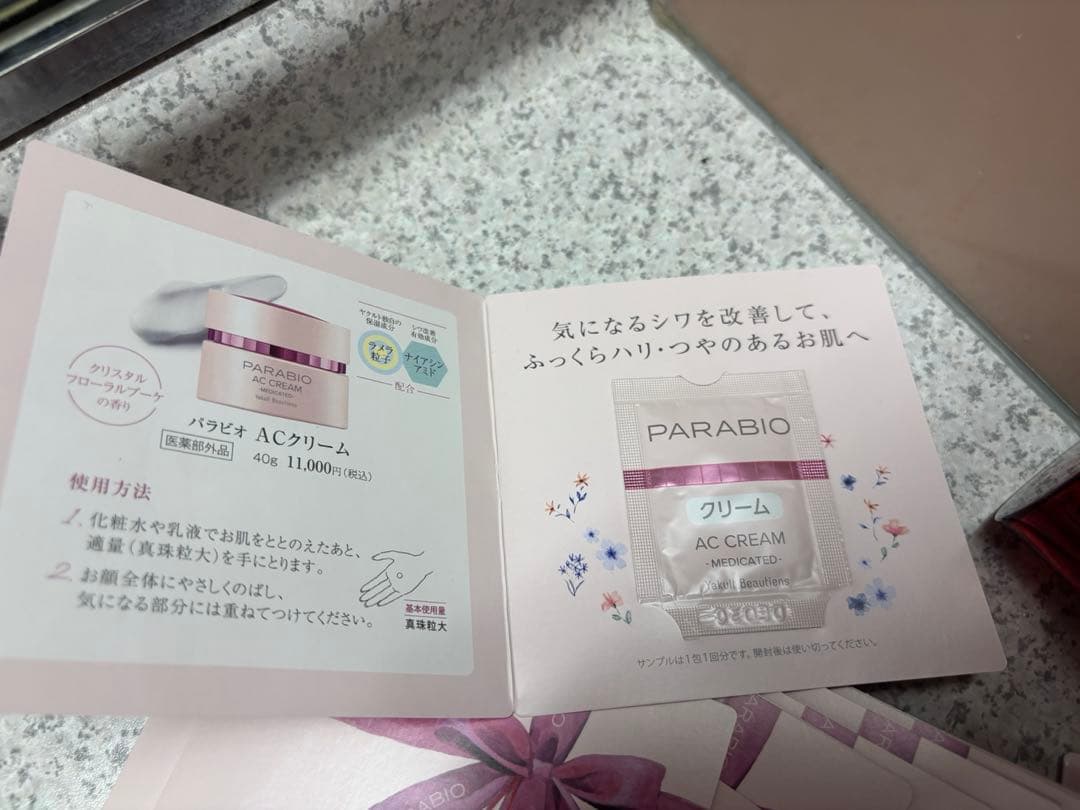 クリスタル
フローラルブーケ
の香り
PARABIO
AC CREAM
-MEDICATED-
Yakult Beautiens
ヤクルト独自の
保湿成分
ラメラ
粒子
シワ改善
有効成分
ナイアシン
アミド
配合
パラビオ ACクリーム
医薬部外品
40g 11,000円(税込)
使用方法
1. 化粧水や乳液でお肌をととのえたあと、
適量(真珠粒大)を手にとります。
2. お顔全体にやさしくのばし、
気になる部分には重ねてつけてください。
基本使用量
真珠粒大
気になるシワを改善して、
ふっくらハリ・つやのあるお肌へ
PARABIO
クリーム
AC CREAM
-MEDICATED-
Yakult Beautiens
サンプルは1包1回分です。開封後は使い切ってください。
PARABIO